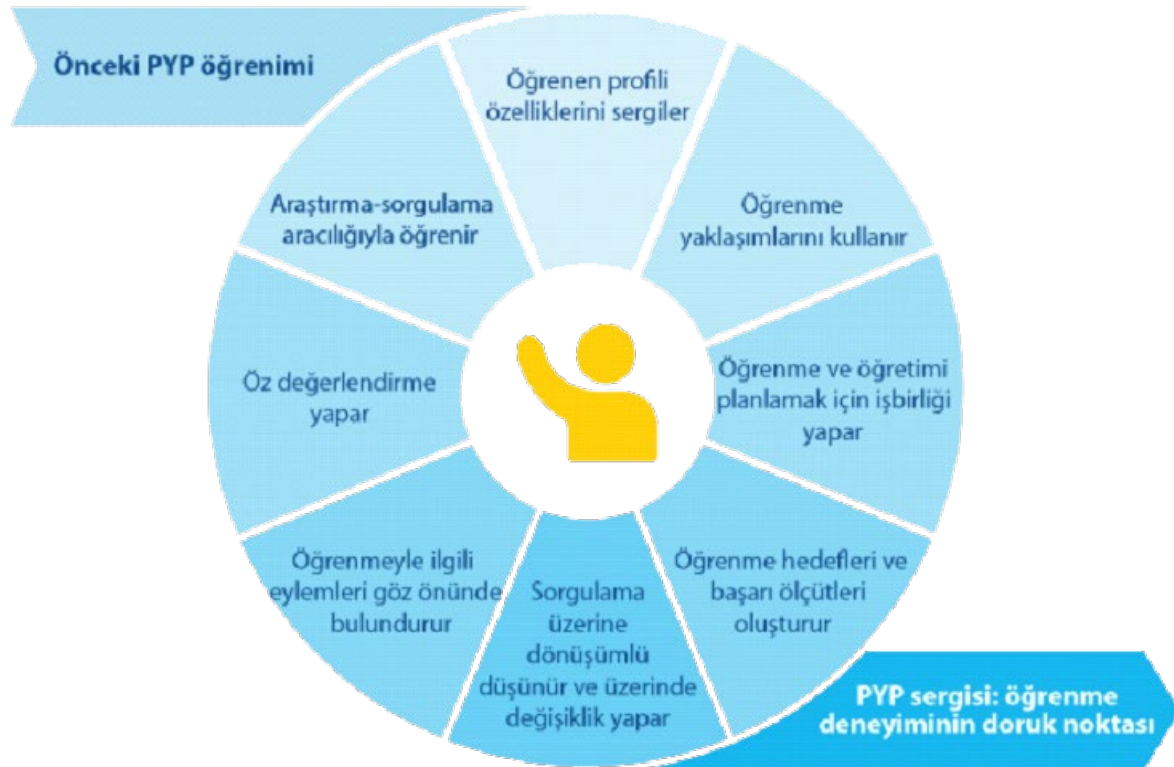 Önceki PYP öğrenimi
Öğrenen profili
özelliklerini sergiler
Öğrenme
yaklaşımlarını kullanır
Öğrenme ve öğretimi
planlamak için işbirliği
yapar
Öğrenme hedefleri ve
başarı ölçütleri
oluşturur
Sorgulama
üzerine
dönüşümlü
düşünür ve üzerinde
değişiklik yapar
Öğrenmeyle ilgili
eylemleri göz önünde
bulundurur
Öz değerlendirme
yapar
Araştırma-sorgulama
aracılığıyla öğrenir
PYP sergisi: öğrenme
deneyiminin doruk noktası